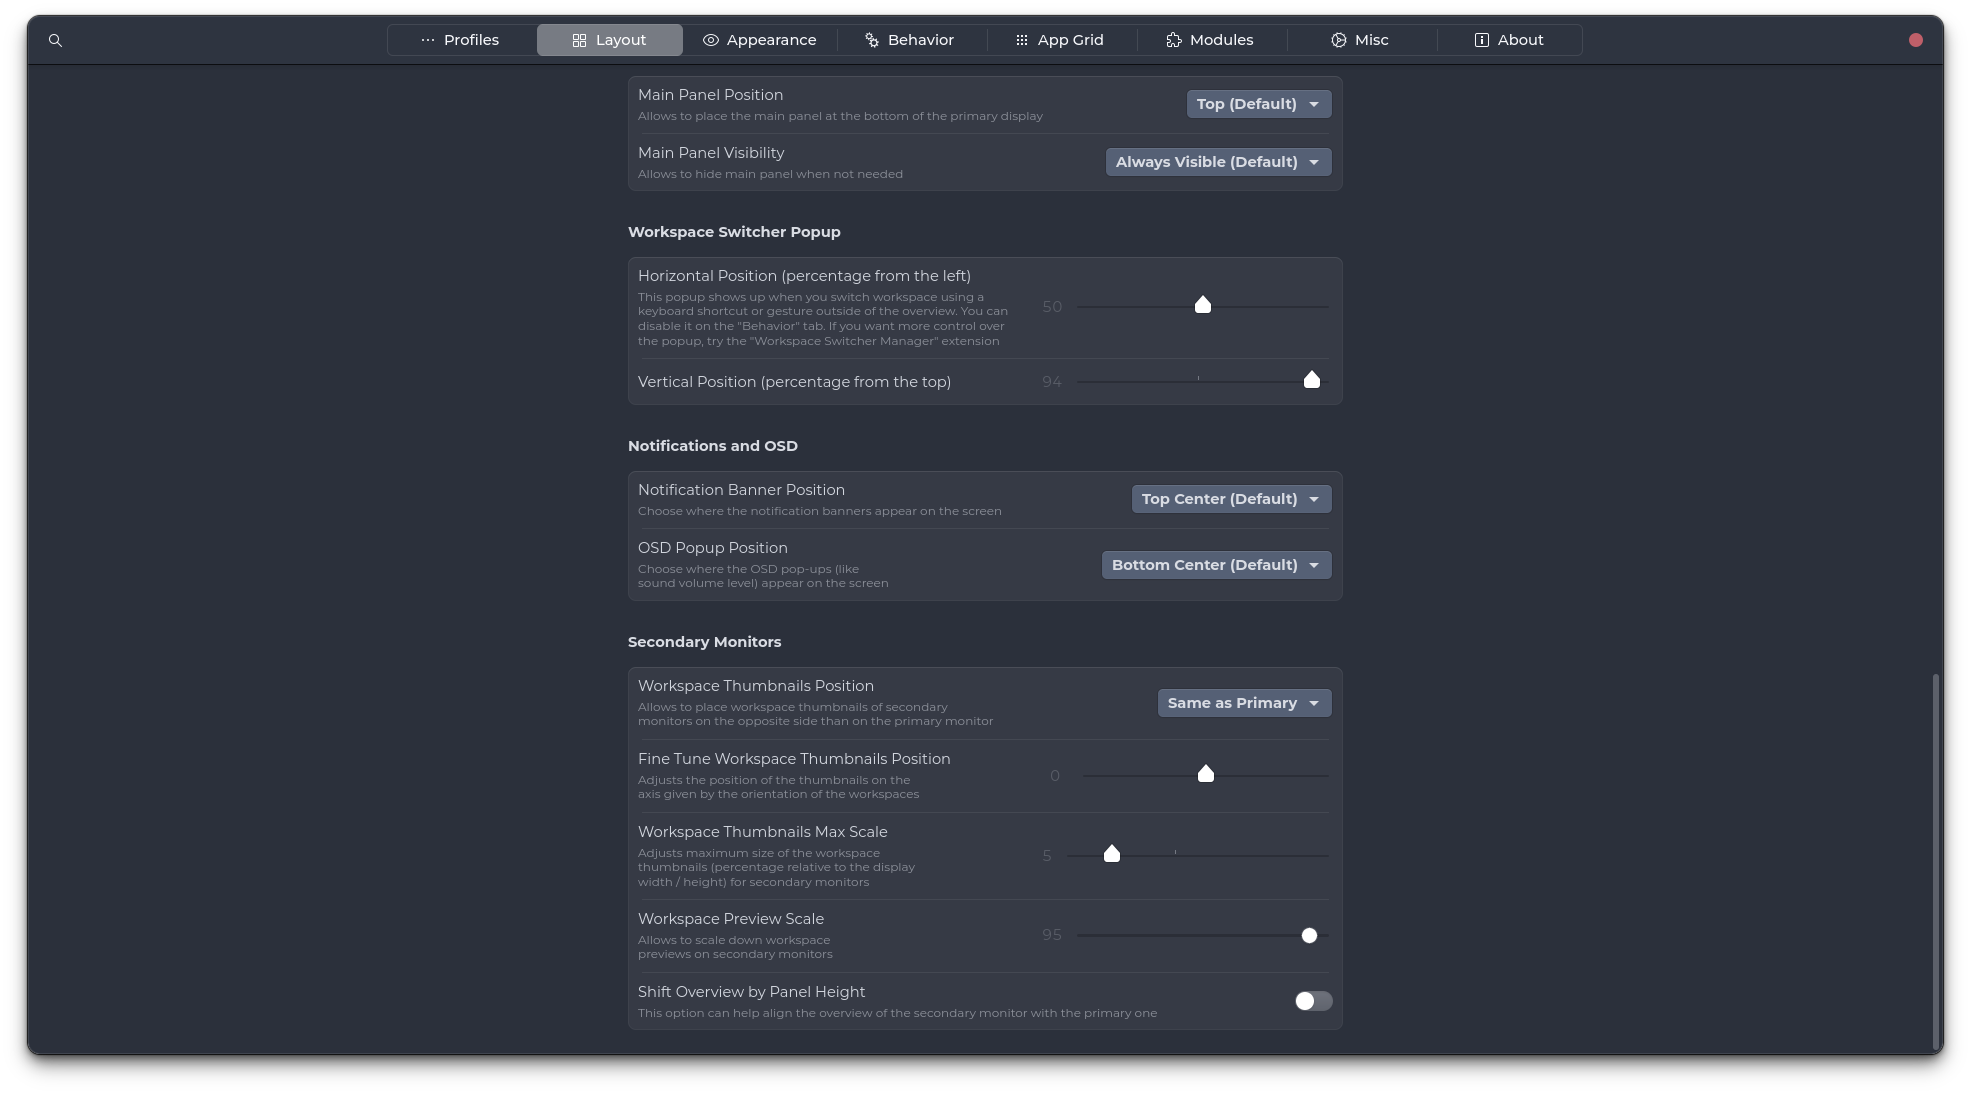 Profiles
Layout
Appearance
Behavior
App Grid
Modules
Misc
About
Main Panel Position
Allows to place the main panel at the bottom of the primary display
Top (Default)
Main Panel Visibility
Allows to hide main panel when not needed
Always Visible (Default)
Workspace Switcher Popup
Horizontal Position (percentage from the left)
This popup shows up when you switch workspace using a
keyboard shortcut or gesture outside of the overview. You can
disable it on the "Behavior" tab. If you want more control over
the popup, try the "Workspace Switcher Manager" extension
50
Vertical Position (percentage from the top)
94
Notifications and OSD
Notification Banner Position
Choose where the notification banners appear on the screen
Top Center (Default)
OSD Popup Position
Choose where the OSD pop-ups (like
sound volume level) appear on the screen
Bottom Center (Default)
Secondary Monitors
Workspace Thumbnails Position
Allows to place workspace thumbnails of secondary
monitors on the opposite side than on the primary monitor
Same as Primary
Fine Tune Workspace Thumbnails Position
Adjusts the position of the thumbnails on the
axis given by the orientation of the workspaces
0
Workspace Thumbnails Max Scale
Adjusts maximum size of the workspace
thumbnails (percentage relative to the display
width / height) for secondary monitors
5
Workspace Preview Scale
Allows to scale down workspace
previews on secondary monitors
95
Shift Overview by Panel Height
This option can help align the overview of the secondary monitor with the primary one